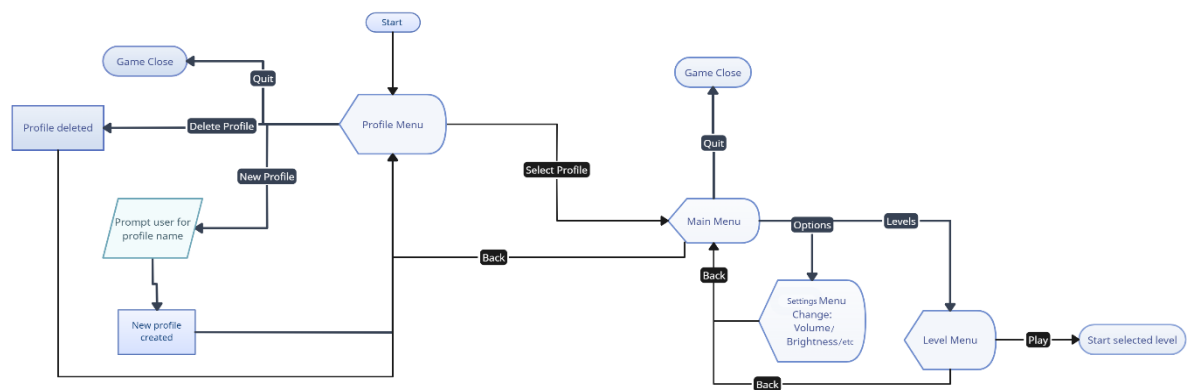 Start
Game Close
Quit
Profile deleted
Delete Profile
Profile Menu
New Profile
Prompt user for
profile name
New profile
created
Select Profile
Back
Game Close
Quit
Main Menu
Options
Levels
Back
Settings Menu
Change:
Volume/
Brightness/etc
Level Menu
Play
Start selected level
Back